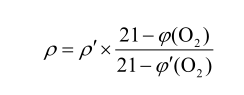 ρ = ρ′ × (21 − φ(O₂)) / (21 − φ′(O₂))